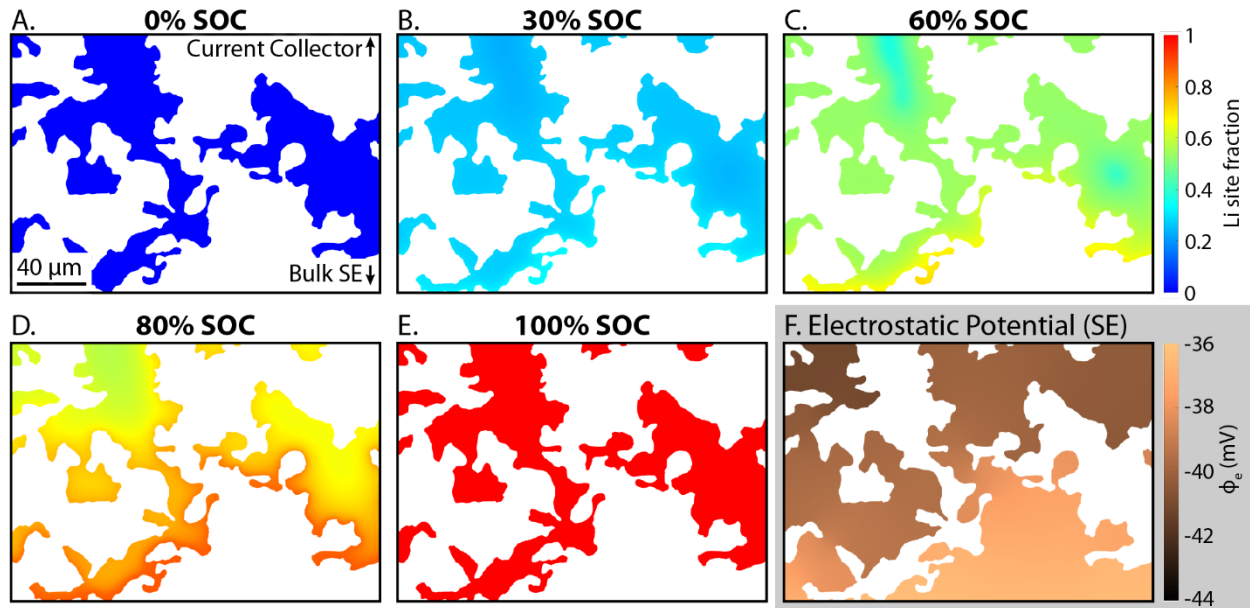 A. 0% SOC
B. 30% SOC
C. 60% SOC
Current Collector↑
40 µm
Bulk SE↓
1
0.8
0.6
0.4
0.2
0
Li site fraction
D. 80% SOC
E. 100% SOC
F. Electrostatic Potential (SE)
-36
-38
-40
-42
-44
ϕe (mV)